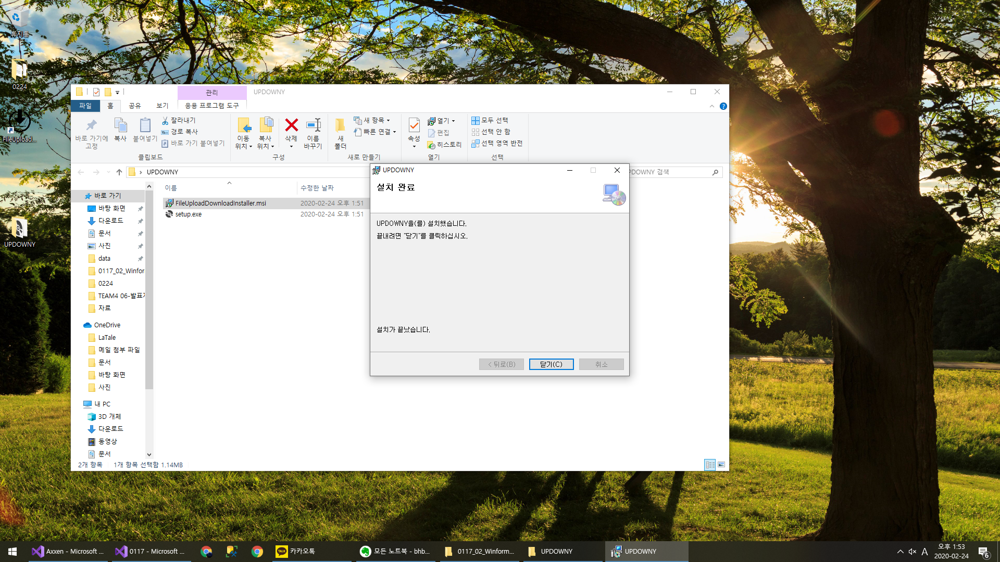 휴지통
0224
FileUpload...
UPDOWNY
관리
UPDOWNY
파일
홈
공유
보기
응용 프로그램 도구
바로 가기에
고정
복사
붙여넣기
잘라내기
경로 복사
바로 가기 붙여넣기
클립보드
이동
위치
복사
위치
삭제
이름
바꾸기
구성
새
폴더
새 항목
빠른 연결
새로 만들기
속성
열기
편집
히스토리
열기
모두 선택
선택 안 함
선택 영역 반전
선택
UPDOWNY
PDOWNY 검색
이름
수정한 날짜
FileUploadDownloadInstaller.msi
2020-02-24 오후 1:51
setup.exe
2020-02-24 오후 1:51
바로 가기
바탕 화면
다운로드
문서
사진
data
0117_02_Winfor
0224
TEAM4 06-발표
자료
OneDrive
LaTale
메일 첨부 파일
문서
바탕 화면
사진
내 PC
3D 개체
다운로드
동영상
문서
2개 항목
1개 항목 선택함 1.14MB
UPDOWNY
설치 완료
UPDOWNY을(를) 설치했습니다.
끝내려면 "닫기"를 클릭하십시오.
설치가 끝났습니다.
< 뒤로(B)
닫기(C)
취소
Axxen - Microsoft ...
0117 - Microsoft ...
TALK
카카오톡
모든 노트북 - bhb...
0117_02_Winform...
UPDOWNY
UPDOWNY
A
오후 1:53
2020-02-24
6